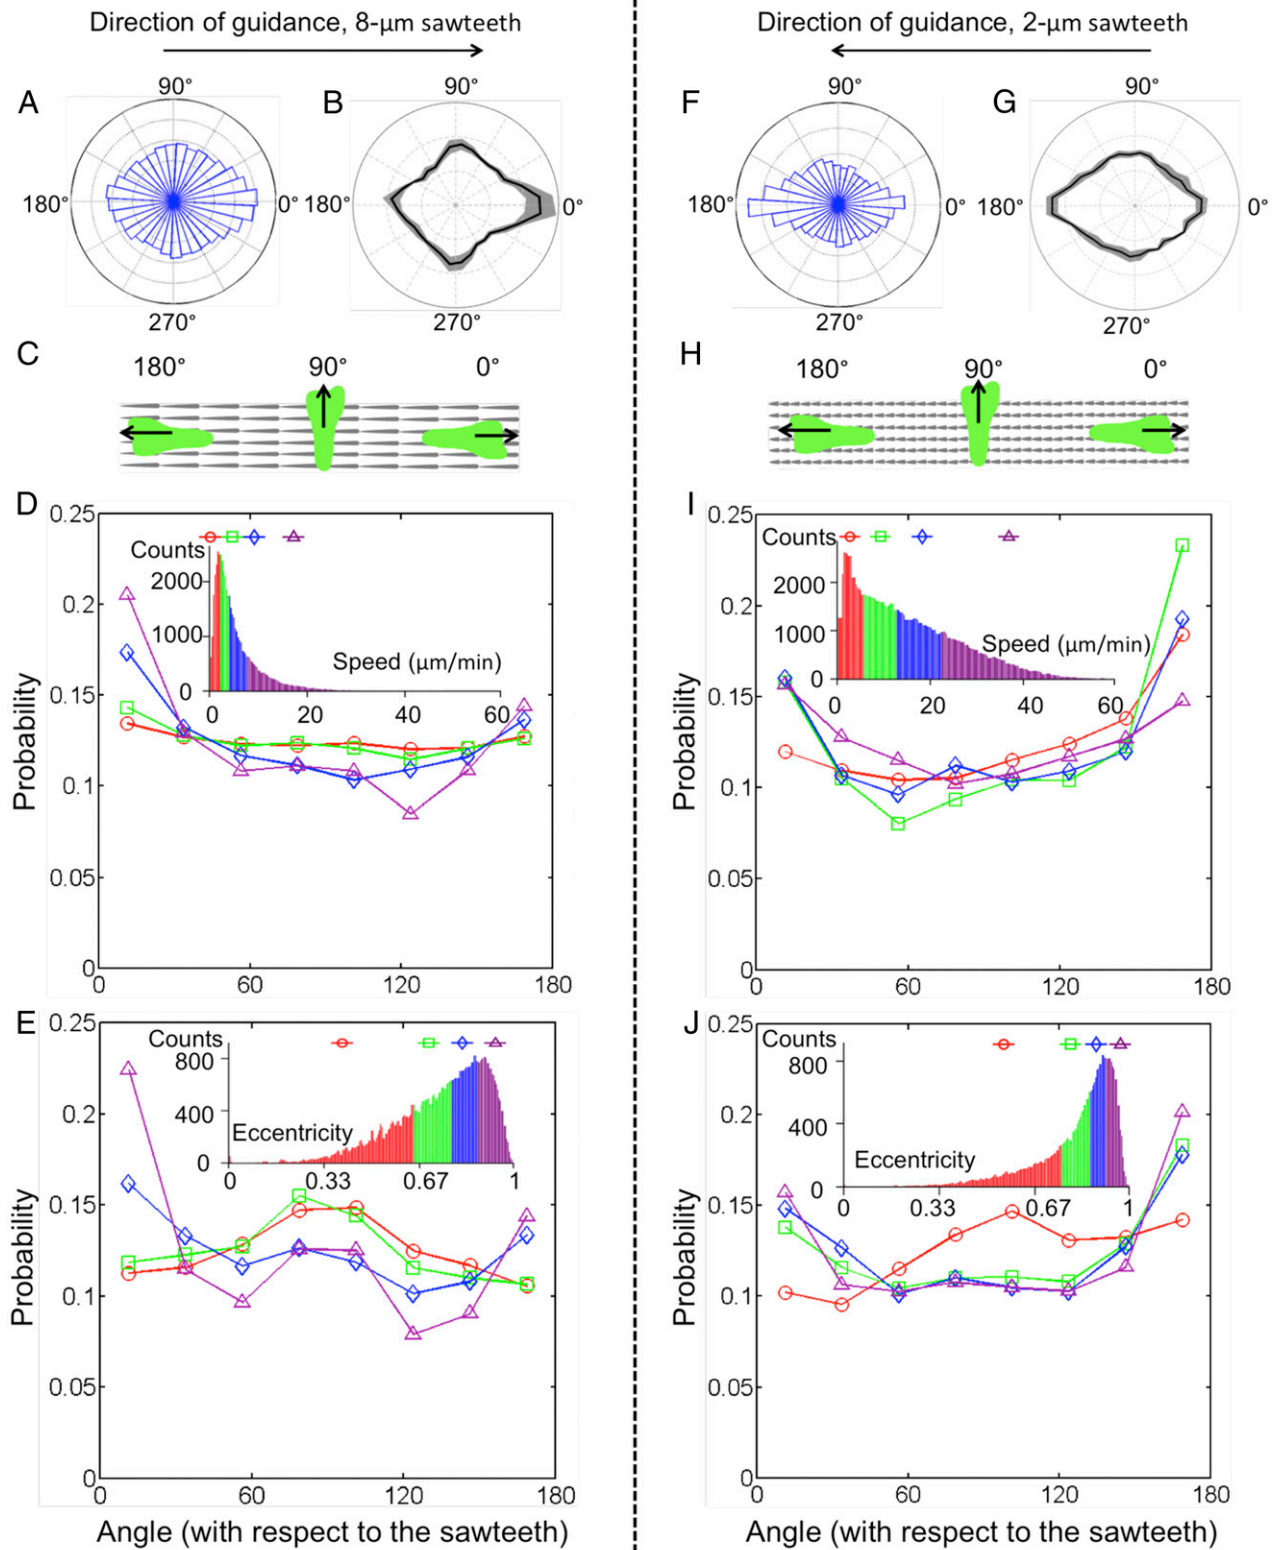 Direction of guidance, 8-µm sawteeth
Direction of guidance, 2-µm sawteeth
A
90°
180°
0°
270°
B
90°
180°
0°
270°
F
90°
180°
0°
270°
G
90°
180°
0°
270°
C
180° 90° 0°
H
180° 90° 0°
D
0.25
0.2
0.15
0.1
0.05
0
Probability
Counts
2000
1000
0
Speed (µm/min)
0 20 40 60
0 60 120 180
I
0.25
0.2
0.15
0.1
0.05
0
Probability
Counts
2000
1000
0
Speed (µm/min)
0 20 40 60
0 60 120 180
E
0.25
0.2
0.15
0.1
0.05
0
Probability
Counts
800
400
0
Eccentricity
0 0.33 0.67 1
0 60 120 180
Angle (with respect to the sawteeth)
J
0.25
0.2
0.15
0.1
0.05
0
Probability
Counts
800
400
0
Eccentricity
0 0.33 0.67 1
0 60 120 180
Angle (with respect to the sawteeth)